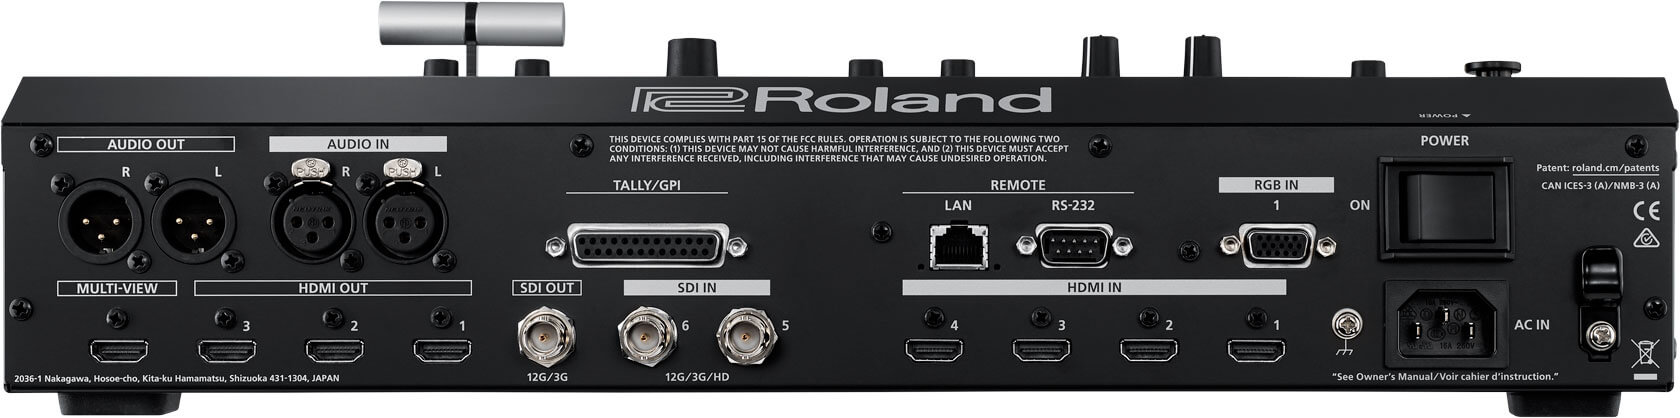 Roland
POWER
AUDIO OUT
AUDIO IN
THIS DEVICE COMPLIES WITH PART 15 OF THE FCC RULES. OPERATION IS SUBJECT TO THE FOLLOWING TWO
CONDITIONS: (1) THIS DEVICE MAY NOT CAUSE HARMFUL INTERFERENCE, AND (2) THIS DEVICE MUST ACCEPT
ANY INTERFERENCE RECEIVED, INCLUDING INTERFERENCE THAT MAY CAUSE UNDESIRED OPERATION.
POWER
R
L
PUSH
R
PUSH
L
TALLY/GPI
REMOTE
RGB IN
Patent: roland.cm/patents
CAN ICES-3 (A)/NMB-3 (A)
LAN
RS-232
1
ON
CE
MULTI-VIEW
HDMI OUT
SDI OUT
SDI IN
HDMI IN
3
2
1
6
5
4
3
2
1
AC IN
12G/3G
12G/3G/HD
2036-1 Nakagawa, Hosoe-cho, Kita-ku Hamamatsu, Shizuoka 431-1304, JAPAN
“See Owner’s Manual/Voir cahier d’instruction.”